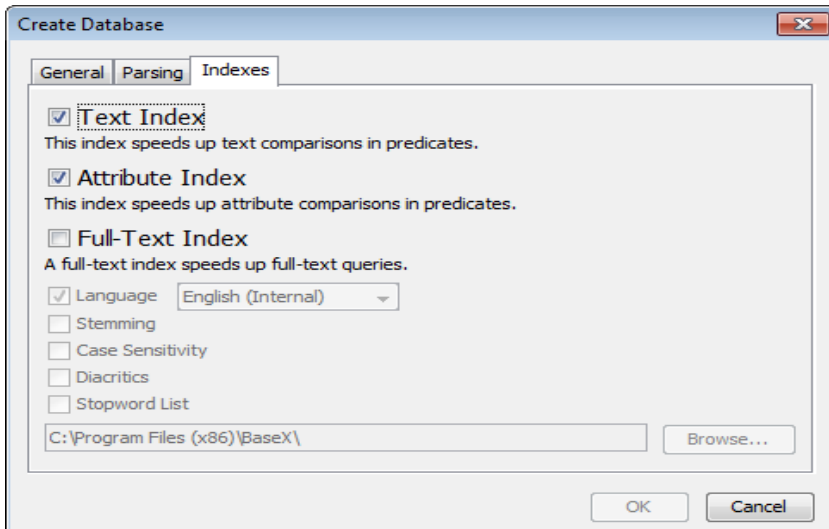 Create Database
General Parsing Indexes
Text Index
This index speeds up text comparisons in predicates.
Attribute Index
This index speeds up attribute comparisons in predicates.
Full-Text Index
A full-text index speeds up full-text queries.
Language English (Internal)
Stemming
Case Sensitivity
Diacritics
Stopword List
C:\Program Files (x86)\BaseX\ Browse...
OK Cancel